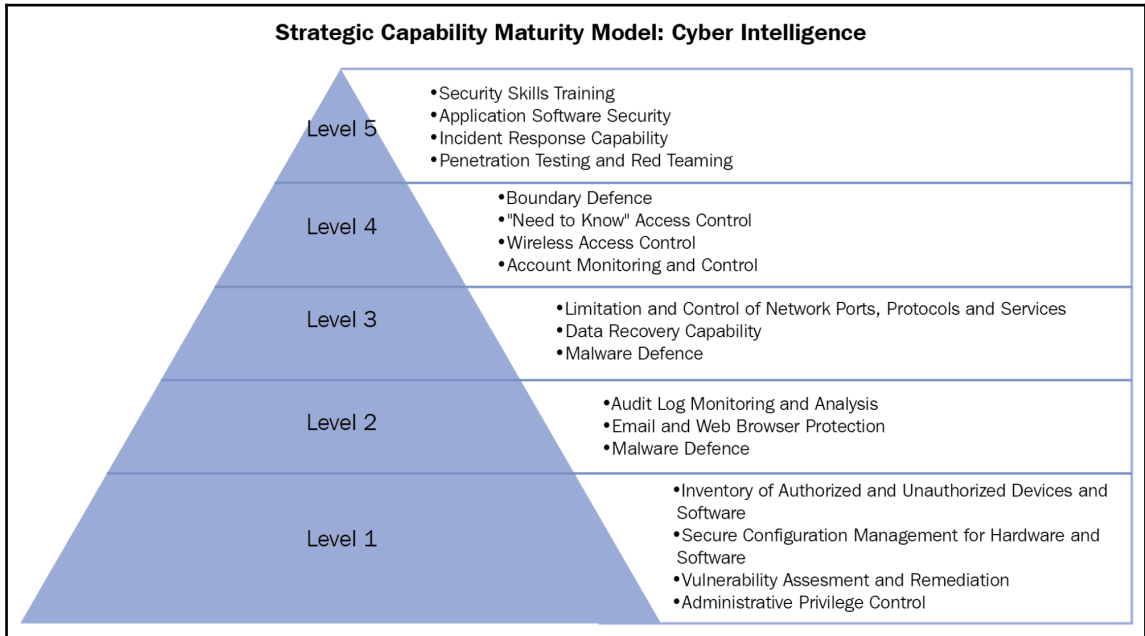 Strategic Capability Maturity Model: Cyber Intelligence
Level 5
•Security Skills Training
•Application Software Security
•Incident Response Capability
•Penetration Testing and Red Teaming
Level 4
•Boundary Defence
•"Need to Know" Access Control
•Wireless Access Control
•Account Monitoring and Control
Level 3
•Limitation and Control of Network Ports, Protocols and Services
•Data Recovery Capability
•Malware Defence
Level 2
•Audit Log Monitoring and Analysis
•Email and Web Browser Protection
•Malware Defence
Level 1
•Inventory of Authorized and Unauthorized Devices and
Software
•Secure Configuration Management for Hardware and
Software
•Vulnerability Assesment and Remediation
•Administrative Privilege Control